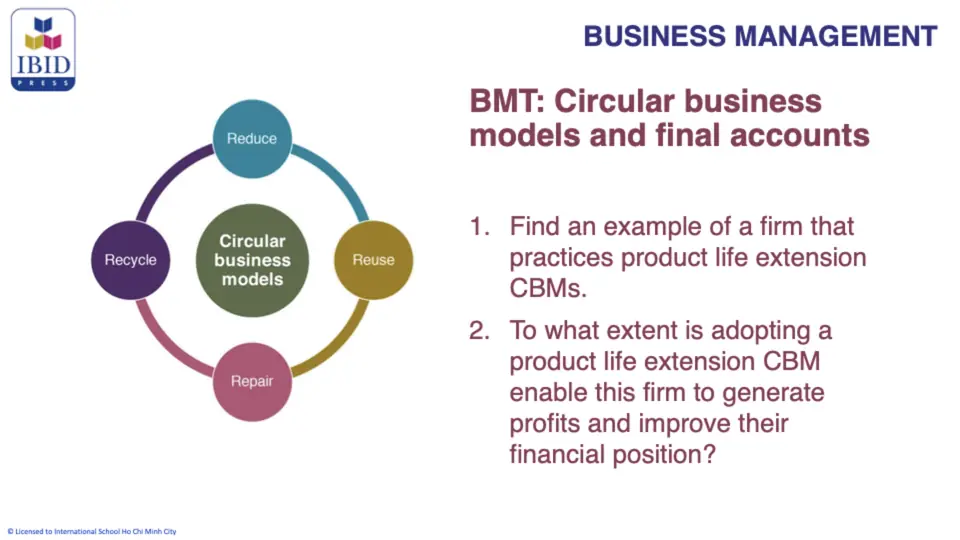 IBID
PRESS
BUSINESS MANAGEMENT
BMT: Circular business
models and final accounts
Reduce
Recycle
Circular
business
models
Reuse
Repair
1. Find an example of a firm that
practices product life extension
CBMs.
2. To what extent is adopting a
product life extension CBM
enable this firm to generate
profits and improve their
financial position?
© Licensed to International School Ho Chi Minh City